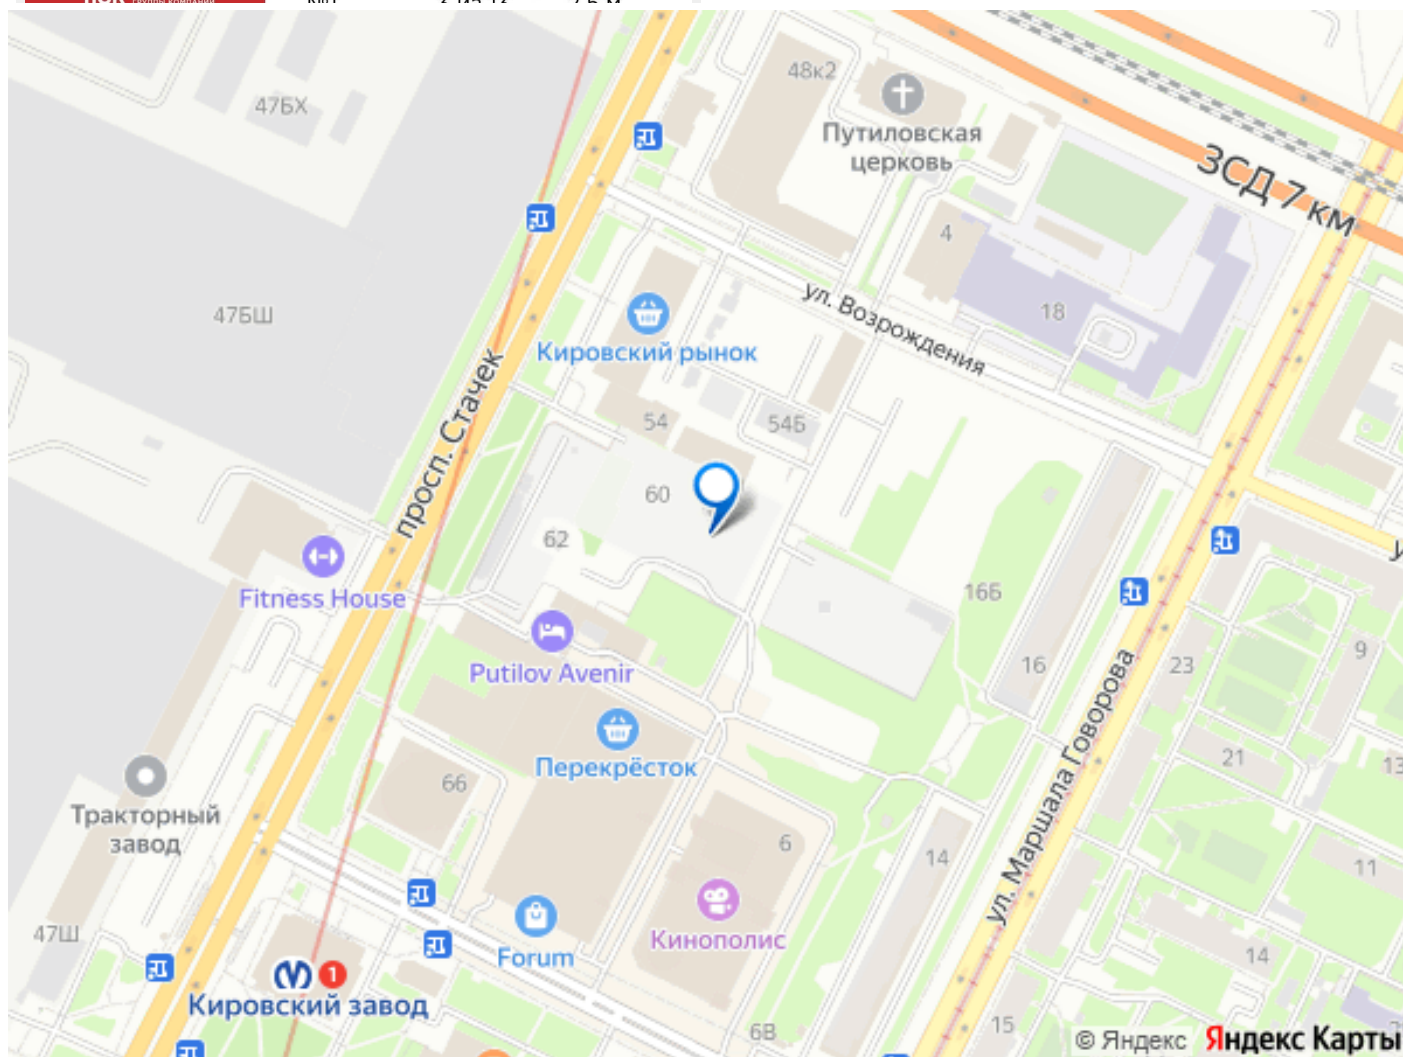 47БХ
48к2
Путиловская
церковь
ЗСД 7 км
4
18
47БШ
ул. Возрождения
Кировский рынок
просп. Стачек
54
54Б
60
62
Fitness House
16Б
Putilov Avenir
16
23
9
ул. Маршала Говорова
Перекрёсток
21
13
66
Тракторный
завод
6
14
11
47Ш
Кинополис
Forum
14
1
Кировский завод
6В
15
© Яндекс Яндекс Карты